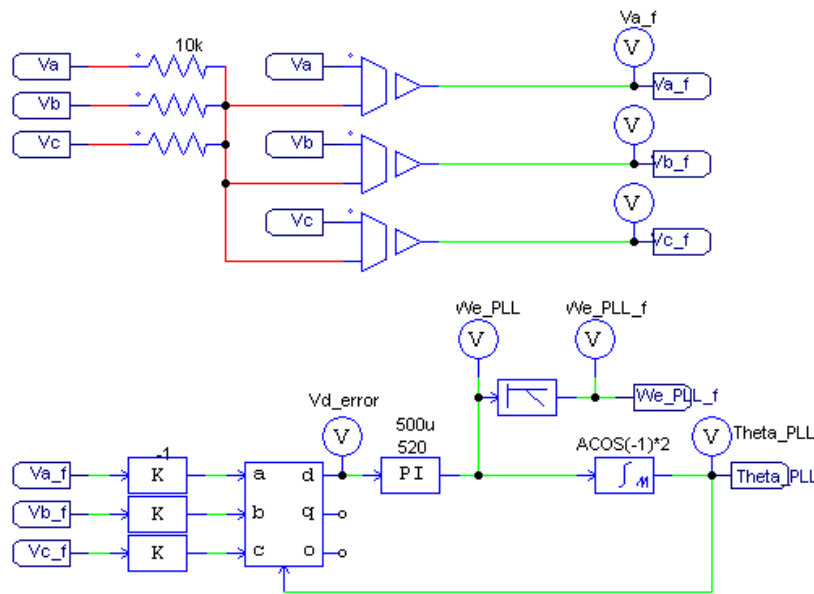 Va_f
10k
Va
Va
V
Va_f
Vb
Vc
Vb
V
Vb_f
Vc
V
Vc_f
We_PLL
We_PLL_f
V
V
We_PLL_f
Vd_error
V
500u
520
ACOS(-1)*2
V
Theta_PLL
-1
Va_f
K
a
d
PI
∫ M
Theta_PLL
Vb_f
K
b
q
Vc_f
K
c
o